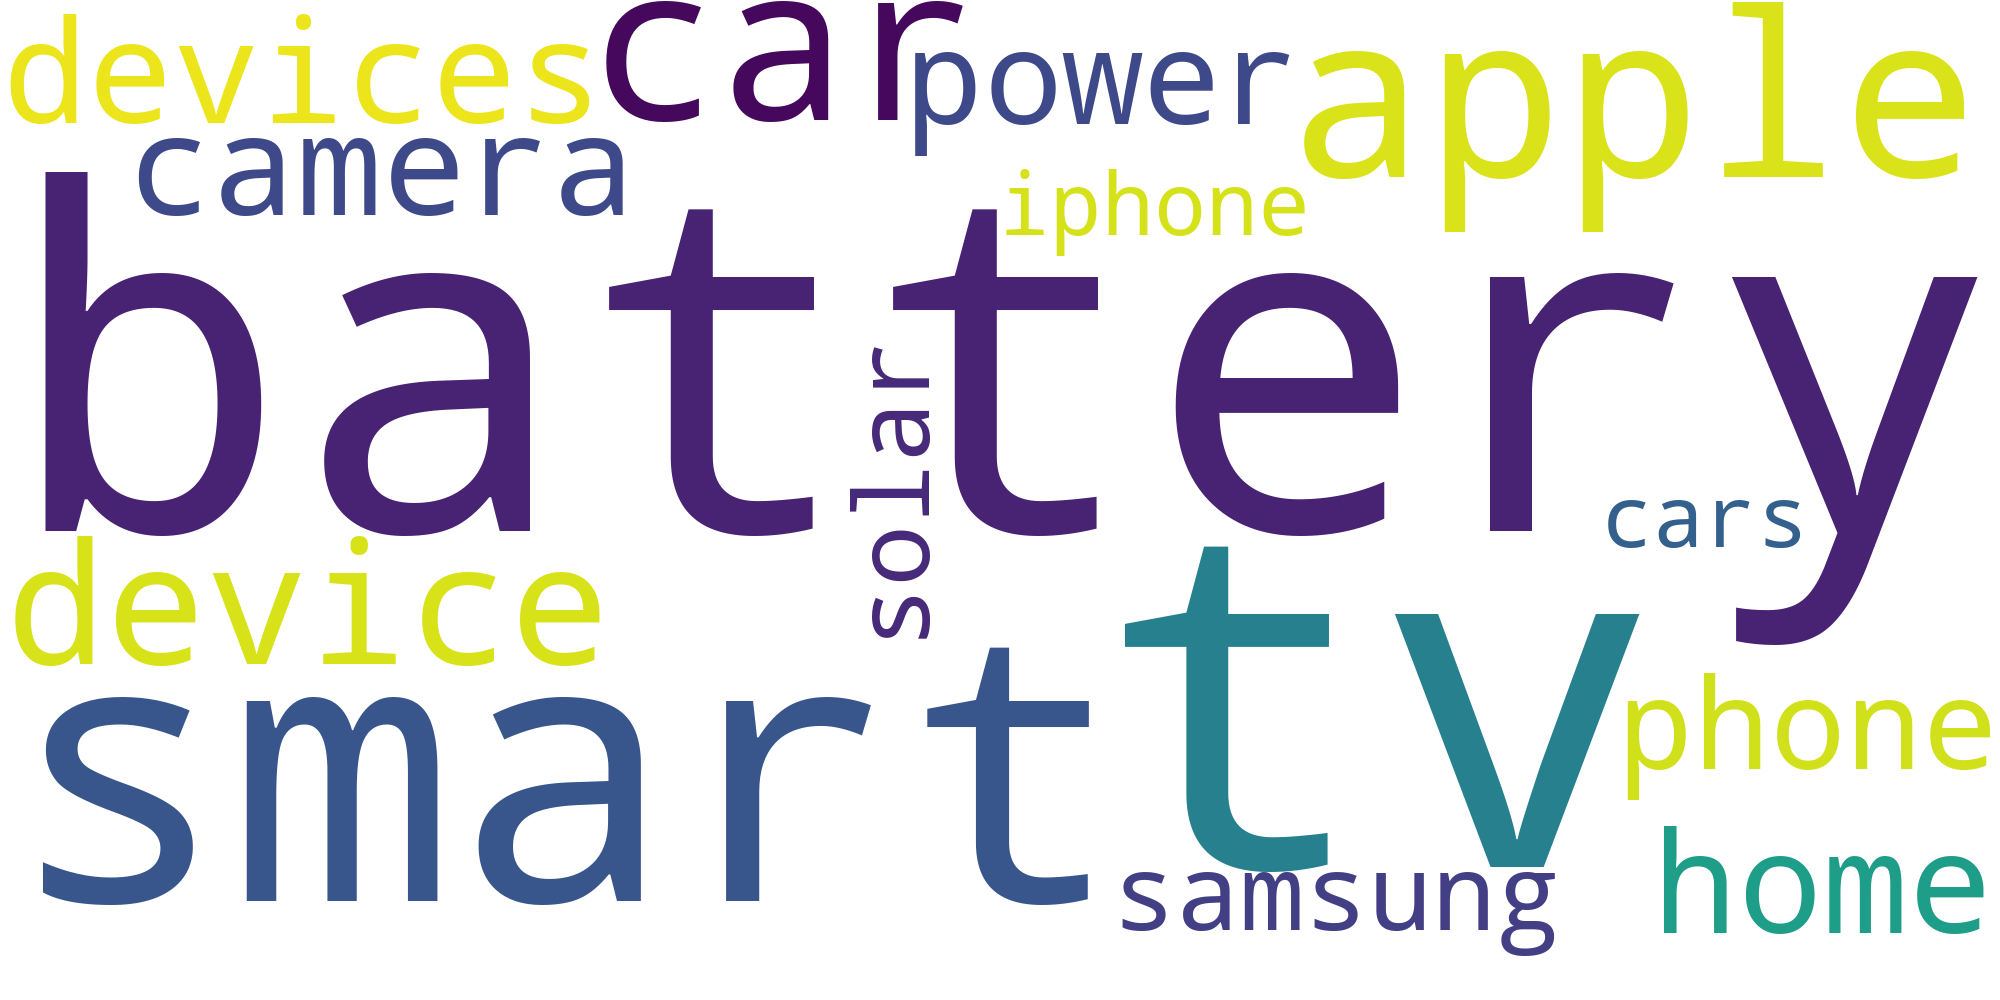 devices
car
power
apple
camera
iphone
battery
solar
cars
device
smart
tv
phone
samsung
home